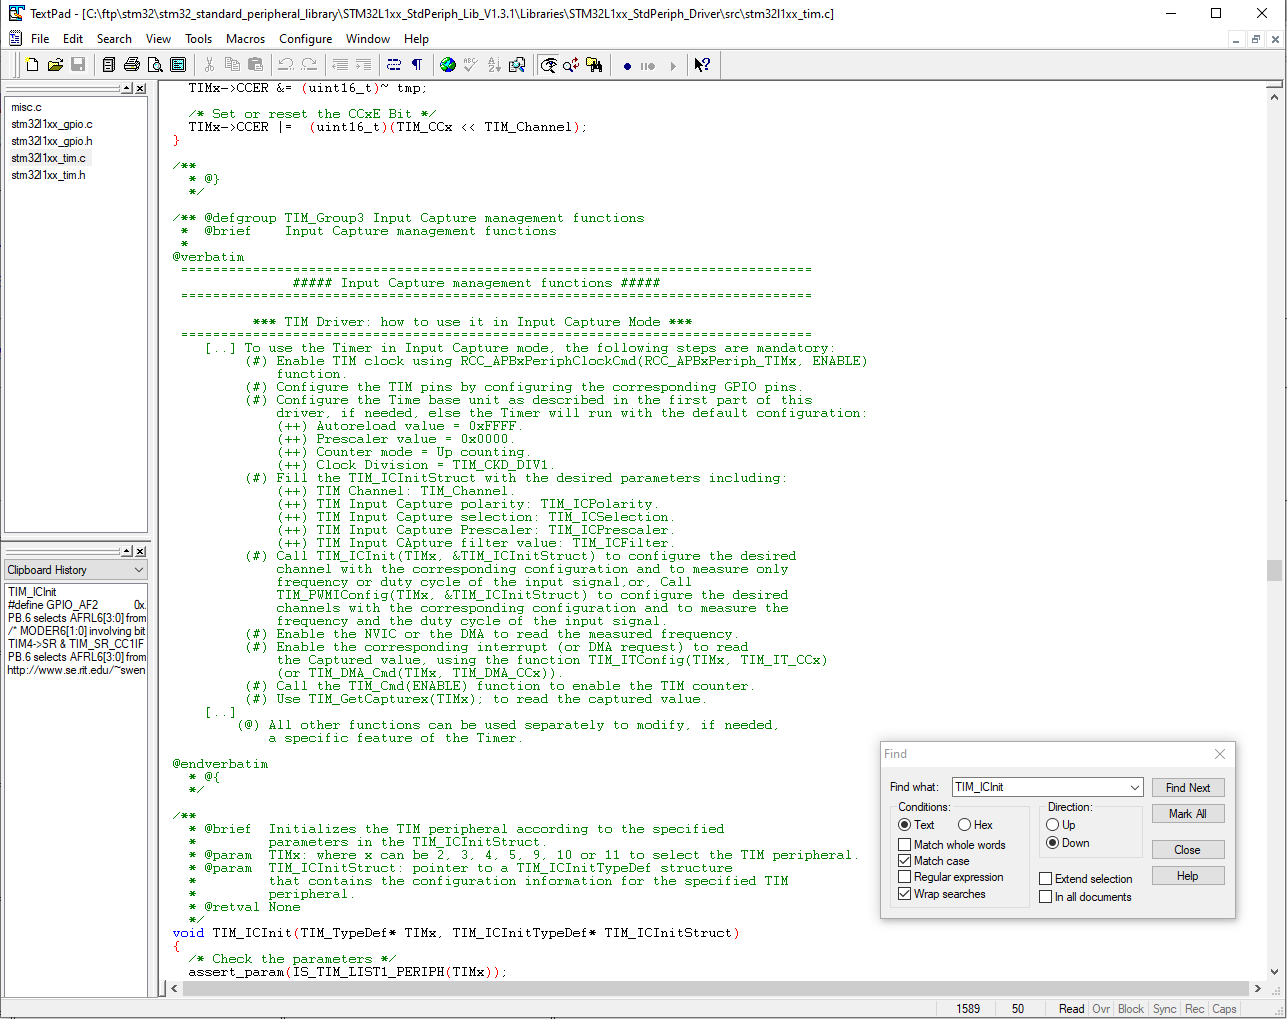 TextPad - [C:\ftp\stm32\stm32_standard_peripheral_library\STM32L1xx_StdPeriph_Lib_V1.3.1\Libraries\STM32L1xx_StdPeriph_Driver\src\stm32l1xx_tim.c]
File Edit Search View Tools Macros Configure Window Help
misc.c
stm32l1xx_gpio.c
stm32l1xx_gpio.h
stm32l1xx_tim.c
stm32l1xx_tim.h
Clipboard History
TIM_ICInit
#define GPIO_AF2 0x.
PB.6 selects AFRL6[3:0] from
/* MODER6[1:0] involving bit
TIM4->SR & TIM_SR_CC1IF
PB.6 selects AFRL6[3:0] from
http://www.se.rit.edu/~swen
TIMx->CCER &= (uint16_t)~ tmp;
/* Set or reset the CCxE Bit */
TIMx->CCER |=  (uint16_t)(TIM_CCx << TIM_Channel);
}
/**
* @}
*/
/** @defgroup TIM_Group3 Input Capture management functions
*  @brief    Input Capture management functions
*
@verbatim
===============================================================================
##### Input Capture management functions #####
===============================================================================
*** TIM Driver: how to use it in Input Capture Mode ***
===============================================================================
[..] To use the Timer in Input Capture mode, the following steps are mandatory:
(#) Enable TIM clock using RCC_APBxPeriphClockCmd(RCC_APBxPeriph_TIMx, ENABLE)
function.
(#) Configure the TIM pins by configuring the corresponding GPIO pins.
(#) Configure the Time base unit as described in the first part of this
driver, if needed, else the Timer will run with the default configuration:
(++) Autoreload value = 0xFFFF.
(++) Prescaler value = 0x0000.
(++) Counter mode = Up counting.
(++) Clock Division = TIM_CKD_DIV1.
(#) Fill the TIM_ICInitStruct with the desired parameters including:
(++) TIM Channel: TIM_Channel.
(++) TIM Input Capture polarity: TIM_ICPolarity.
(++) TIM Input Capture selection: TIM_ICSelection.
(++) TIM Input Capture Prescaler: TIM_ICPrescaler.
(++) TIM Input CApture filter value: TIM_ICFilter.
(#) Call TIM_ICInit(TIMx, &TIM_ICInitStruct) to configure the desired
channel with the corresponding configuration and to measure only
frequency or duty cycle of the input signal,or, Call
TIM_PWMIConfig(TIMx, &TIM_ICInitStruct) to configure the desired
channels with the corresponding configuration and to measure the
frequency and the duty cycle of the input signal.
(#) Enable the NVIC or the DMA to read the measured frequency.
(#) Enable the corresponding interrupt (or DMA request) to read
the Captured value, using the function TIM_ITConfig(TIMx, TIM_IT_CCx)
(or TIM_DMA_Cmd(TIMx, TIM_DMA_CCx)).
(#) Call the TIM_Cmd(ENABLE) function to enable the TIM counter.
(#) Use TIM_GetCapturex(TIMx); to read the captured value.
[..]
(@) All other functions can be used separately to modify, if needed,
a specific feature of the Timer.
@endverbatim
* @{
*/
/**
* @brief  Initializes the TIM peripheral according to the specified
*         parameters in the TIM_ICInitStruct.
* @param  TIMx: where x can be 2, 3, 4, 5, 9, 10 or 11 to select the TIM peripheral.
* @param  TIM_ICInitStruct: pointer to a TIM_ICInitTypeDef structure
*         that contains the configuration information for the specified TIM
*         peripheral.
* @retval None
*/
void TIM_ICInit(TIM_TypeDef* TIMx, TIM_ICInitTypeDef* TIM_ICInitStruct)
{
/* Check the parameters */
assert_param(IS_TIM_LIST1_PERIPH(TIMx));
Find
Find what: TIM_ICInit Find Next
Conditions: Direction: Mark All
Text Hex Up
Match whole words Down
Match case Close
Regular expression Extend selection Help
Wrap searches In all documents
1589 50 Read Ovr Block Sync Rec Caps